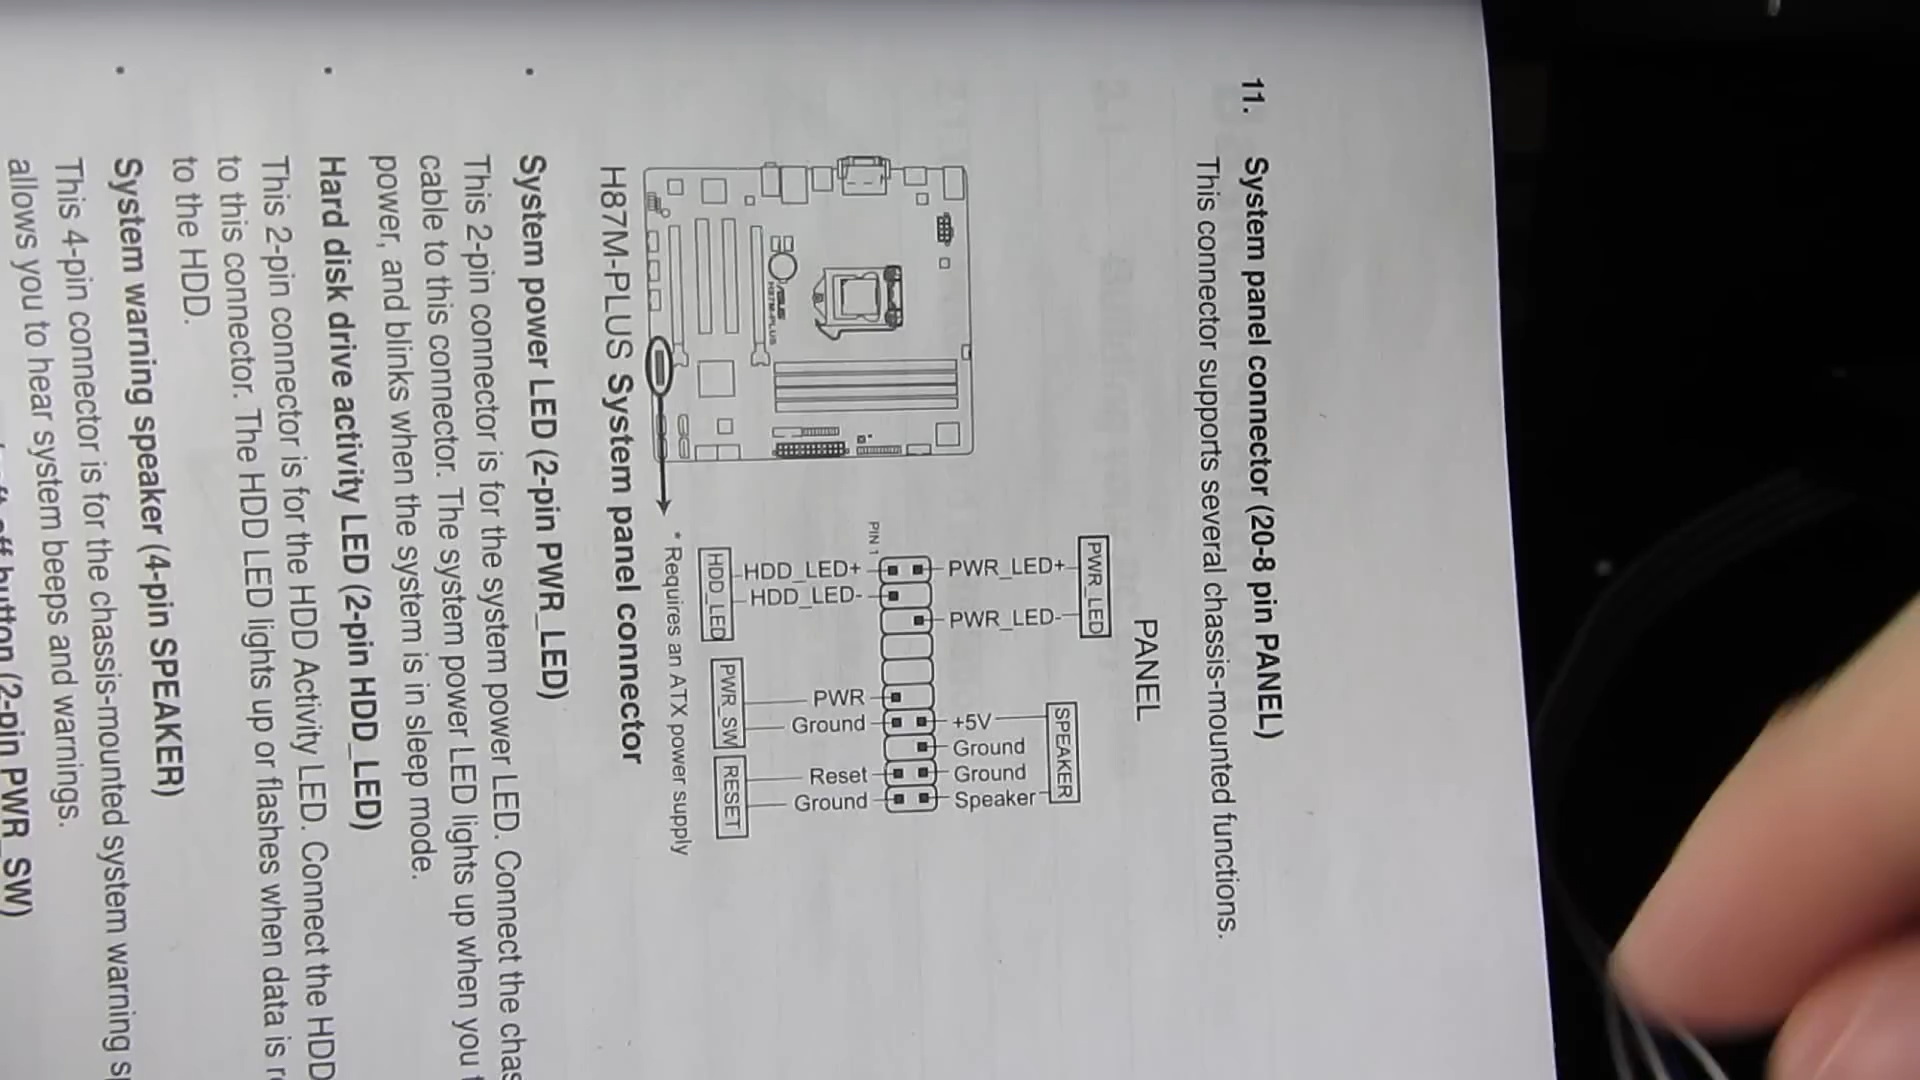 11. System panel connector (20-8 pin PANEL)
This connector supports several chassis-mounted functions.
PANEL
PWR_LED
SPEAKER
PWR_LED+
PWR_LED-
+5V
Ground
Ground
Speaker
PIN 1
HDD_LED+
HDD_LED-
PWR
Ground
Reset
Ground
HDD_LED
PWR_SW
RESET
* Requires an ATX power supply
ASUS
H87M-PLUS
H87M-PLUS System panel connector
• System power LED (2-pin PWR_LED)
This 2-pin connector is for the system power LED. Connect the
cable to this connector. The system power LED lights up when you
power, and blinks when the system is in sleep mode.
• Hard disk drive activity LED (2-pin HDD_LED)
This 2-pin connector is for the HDD Activity LED. Connect the HDD
to this connector. The HDD LED lights up or flashes when data is
to the HDD.
• System warning speaker (4-pin SPEAKER)
This 4-pin connector is for the chassis-mounted system warning
allows you to hear system beeps and warnings.
button (2-pin PWR_SW)